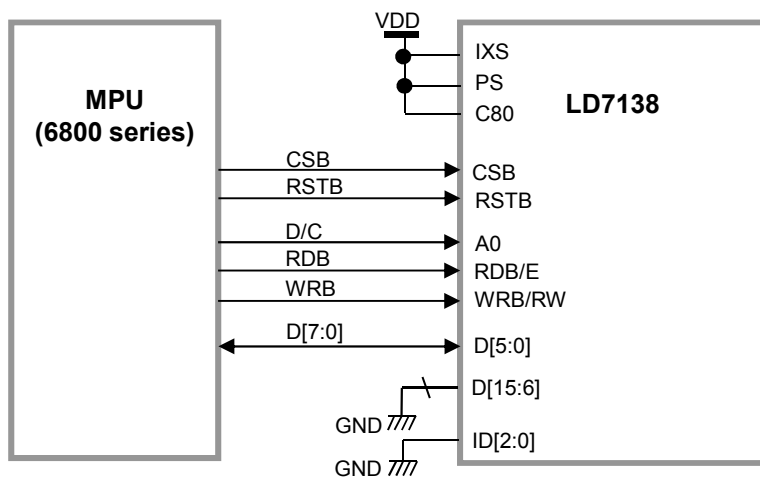 VDD
IXS
PS
C80
MPU
(6800 series)
LD7138
CSB
CSB
RSTB
RSTB
D/C
A0
RDB
RDB/E
WRB
WRB/RW
D[7:0]
D[5:0]
D[15:6]
GND
ID[2:0]
GND